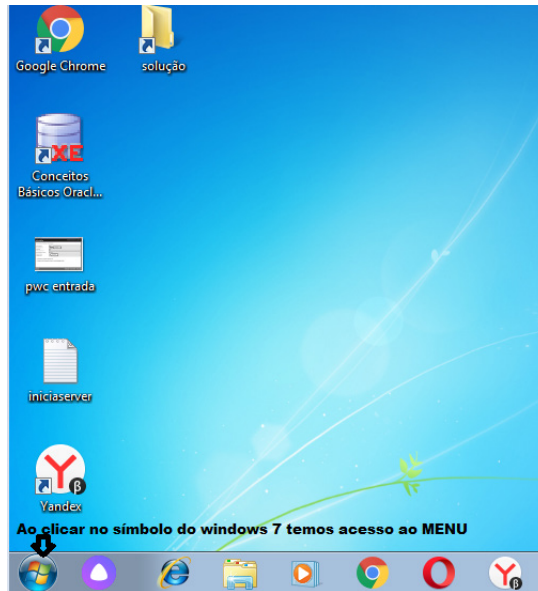 Google Chrome
solução
XE
Conceitos
Básicos Oracl...
pwc entrada
iniciaserver
Yandex
Ao clicar no símbolo do windows 7 temos acesso ao MENU